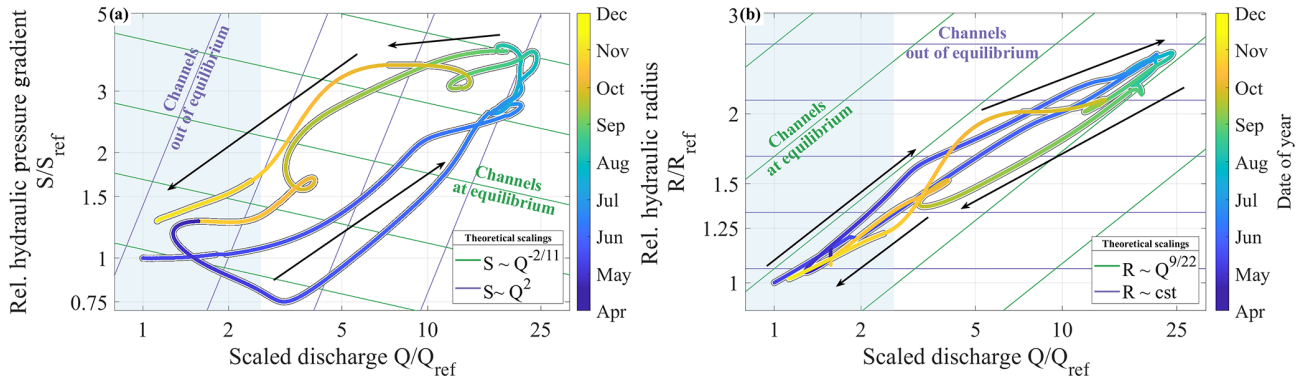 (a)
Rel. hydraulic pressure gradient
S/S_ref
5
4
3
2
1.5
1
0.75
1
2
5
10
25
Scaled discharge Q/Q_ref
Channels
out of equilibrium
Channels
at equilibrium
Theoretical scalings
S ~ Q^-2/11
S ~ Q^2
Dec
Nov
Oct
Sep
Aug
Jul
Jun
May
Apr
(b)
Rel. hydraulic radius
R/R_ref
3
2
1.5
1.25
1
1
2
5
10
25
Scaled discharge Q/Q_ref
Channels
out of equilibrium
Channels
at equilibrium
Theoretical scalings
R ~ Q^9/22
R ~ cst
Dec
Nov
Oct
Sep
Aug
Jul
Jun
May
Apr
Date of year